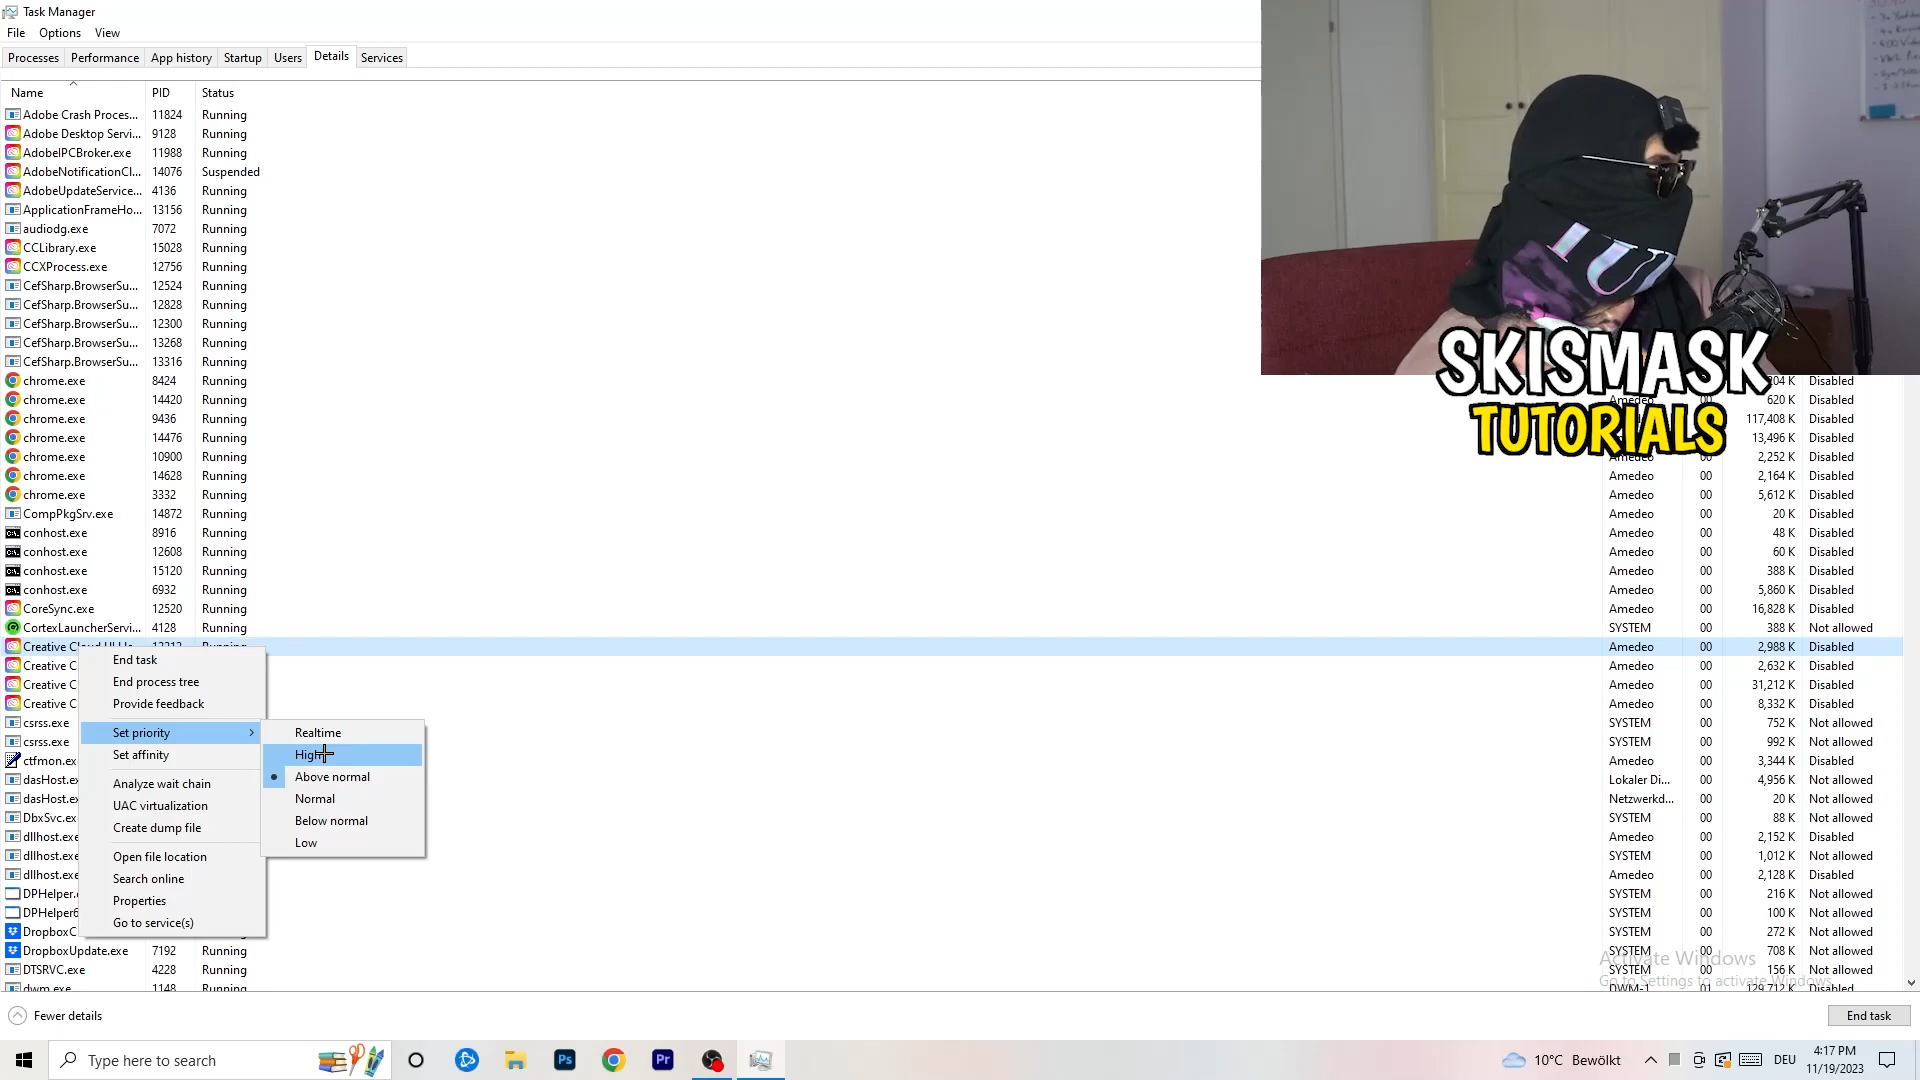 Task Manager
File Options View
Processes Performance App history Startup Users Details Services
Name PID Status
Adobe Crash Proces... 11824 Running
Adobe Desktop Servi... 9128 Running
AdobeIPCBroker.exe 11988 Running
AdobeNotificationCl... 14076 Suspended
AdobeUpdateService... 4136 Running
ApplicationFrameHo... 13156 Running
audiodg.exe 7072 Running
CCLibrary.exe 15028 Running
CCXProcess.exe 12756 Running
CefSharp.BrowserSu... 12524 Running
CefSharp.BrowserSu... 12828 Running
CefSharp.BrowserSu... 12300 Running
CefSharp.BrowserSu... 13268 Running
CefSharp.BrowserSu... 13316 Running
SKISMASK
TUTORIALS
chrome.exe 8424 Running 204 K Disabled
chrome.exe 14420 Running Amedeo 00 620 K Disabled
chrome.exe 9436 Running 117,408 K Disabled
chrome.exe 14476 Running 13,496 K Disabled
chrome.exe 10900 Running Amedeo 00 2,252 K Disabled
chrome.exe 14628 Running Amedeo 00 2,164 K Disabled
chrome.exe 3332 Running Amedeo 00 5,612 K Disabled
CompPkgSrv.exe 14872 Running Amedeo 00 20 K Disabled
conhost.exe 8916 Running Amedeo 00 48 K Disabled
conhost.exe 12608 Running Amedeo 00 60 K Disabled
conhost.exe 15120 Running Amedeo 00 388 K Disabled
conhost.exe 6932 Running Amedeo 00 5,860 K Disabled
CoreSync.exe 12520 Running Amedeo 00 16,828 K Disabled
CortexLauncherServi... 4128 Running SYSTEM 00 388 K Not allowed
Creative Cloud UI He... 13212 Running Amedeo 00 2,988 K Disabled
Creative C Amedeo 00 2,632 K Disabled
Creative C Amedeo 00 31,212 K Disabled
Creative C Amedeo 00 8,332 K Disabled
csrss.exe SYSTEM 00 752 K Not allowed
csrss.exe SYSTEM 00 992 K Not allowed
ctfmon.ex Amedeo 00 3,344 K Disabled
dasHost.ex Lokaler Di... 00 4,956 K Not allowed
dasHost.ex Netzwerkd... 00 20 K Not allowed
DbxSvc.ex SYSTEM 00 88 K Not allowed
dllhost.exe Amedeo 00 2,152 K Disabled
dllhost.exe SYSTEM 00 1,012 K Not allowed
dllhost.exe Amedeo 00 2,128 K Disabled
DPHelper. SYSTEM 00 216 K Not allowed
DPHelper6 SYSTEM 00 100 K Not allowed
DropboxC SYSTEM 00 272 K Not allowed
DropboxUpdate.exe 7192 Running SYSTEM 00 708 K Not allowed
DTSRVC.exe 4228 Running SYSTEM 00 156 K Not allowed
dwm.exe 1148 Running DWM-1 01 129,712 K Disabled
End task
End process tree
Provide feedback
Set priority
Set affinity
Analyze wait chain
UAC virtualization
Create dump file
Open file location
Search online
Properties
Go to service(s)
Realtime
High
Above normal
Normal
Below normal
Low
Activate Windows
Go to Settings to activate Windows.
Fewer details End task
Type here to search Ps Pr 10°C Bewölkt DEU 4:17 PM
11/19/2023